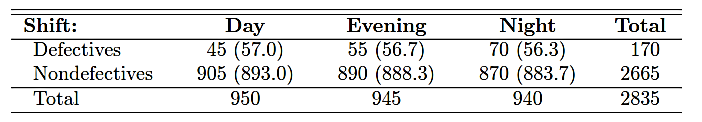 Shift: Day Evening Night Total
Defectives 45 (57.0) 55 (56.7) 70 (56.3) 170
Nondefectives 905 (893.0) 890 (888.3) 870 (883.7) 2665
Total 950 945 940 2835